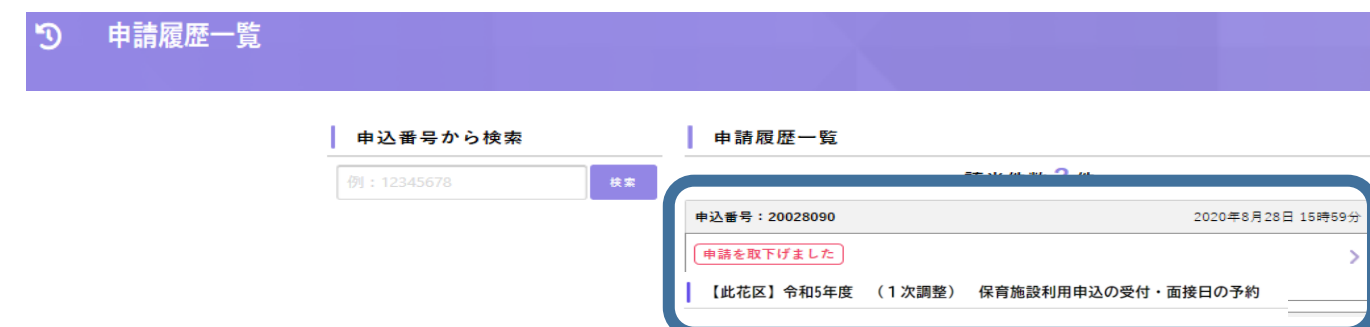 申請履歴一覧
申込番号から検索
例：12345678
検索
申請履歴一覧
申込番号：20028090
2020年8月28日 15時59分
申請を取下げました
【此花区】令和5年度　（１次調整）　保育施設利用申込の受付・面接日の予約